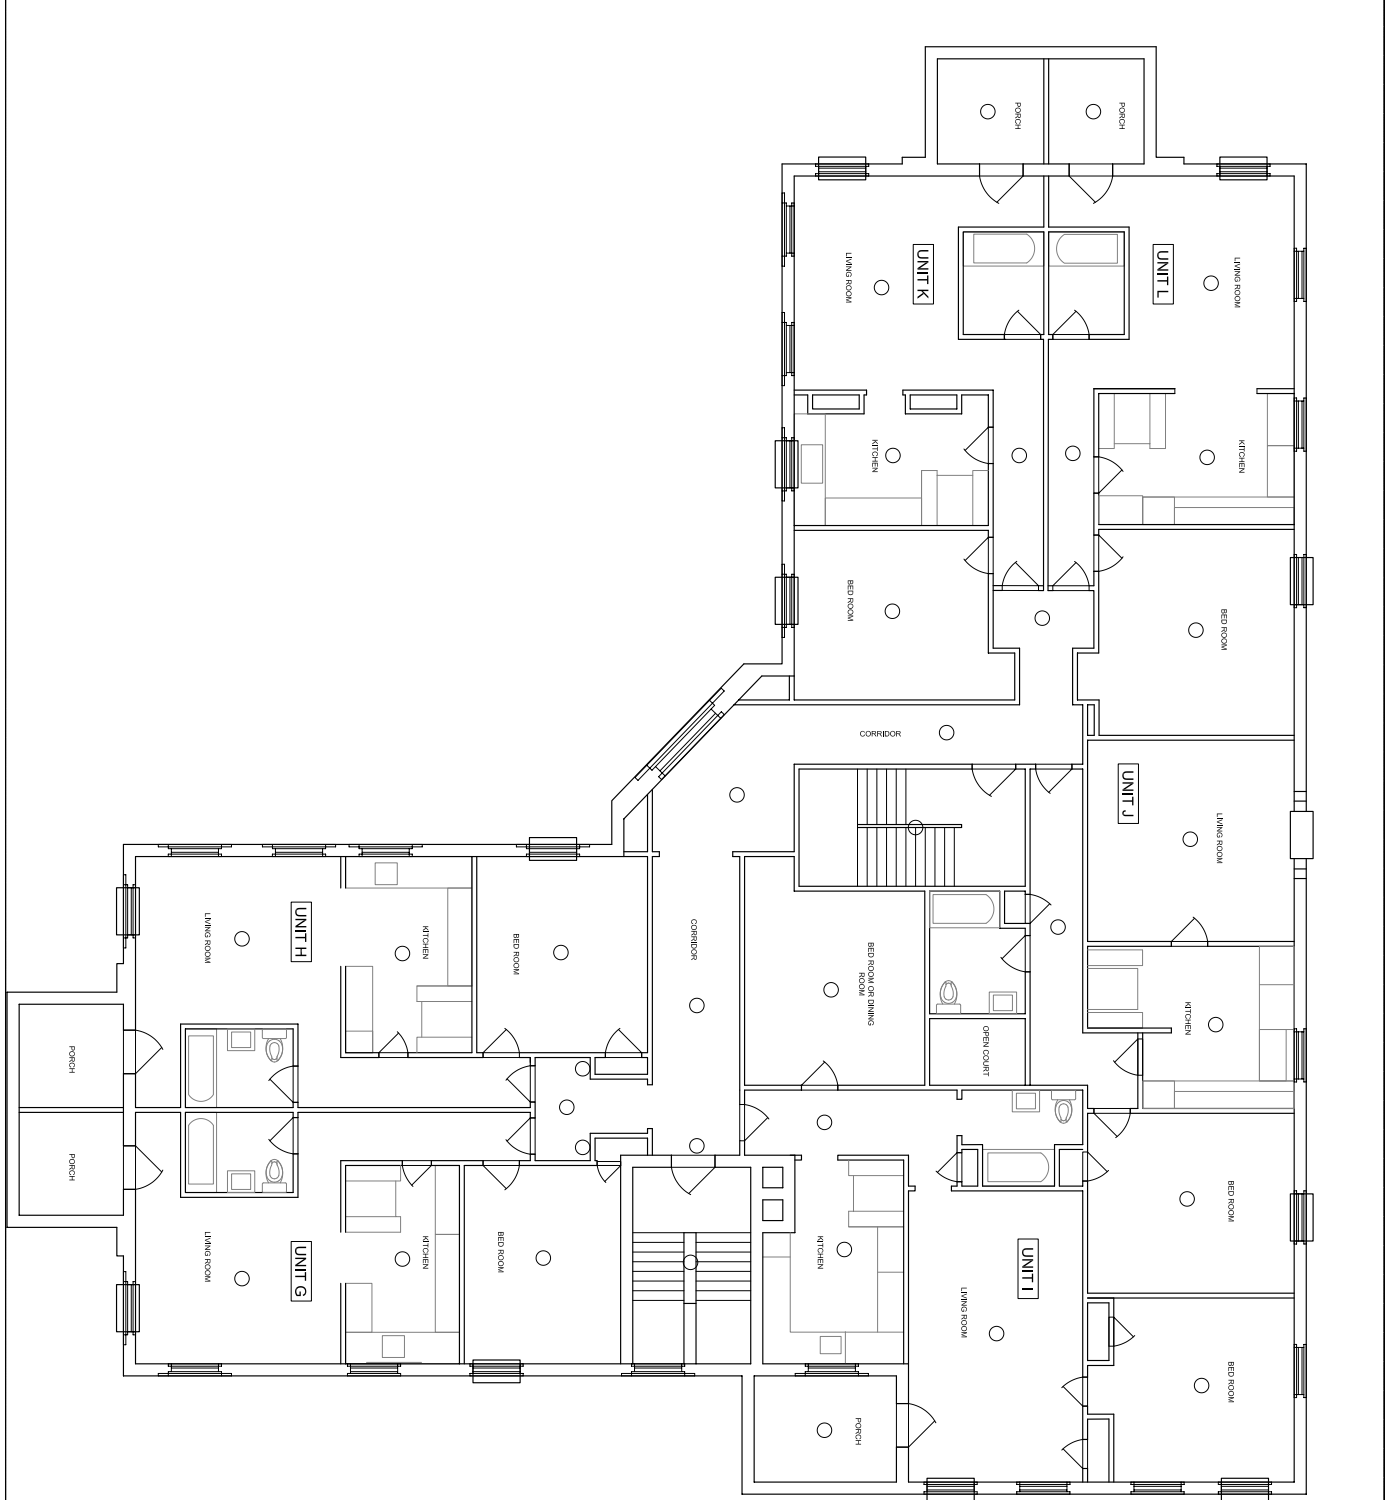 PORCH
PORCH
LIVING ROOM
UNIT K
UNIT L
LIVING ROOM
KITCHEN
KITCHEN
BED ROOM
BED ROOM
CORRIDOR
UNIT J
LIVING ROOM
LIVING ROOM
UNIT H
KITCHEN
BED ROOM
CORRIDOR
BED ROOM OR DINING
ROOM
OPEN COURT
KITCHEN
PORCH
PORCH
LIVING ROOM
UNIT G
KITCHEN
BED ROOM
KITCHEN
LIVING ROOM
UNIT I
BED ROOM
BED ROOM
PORCH